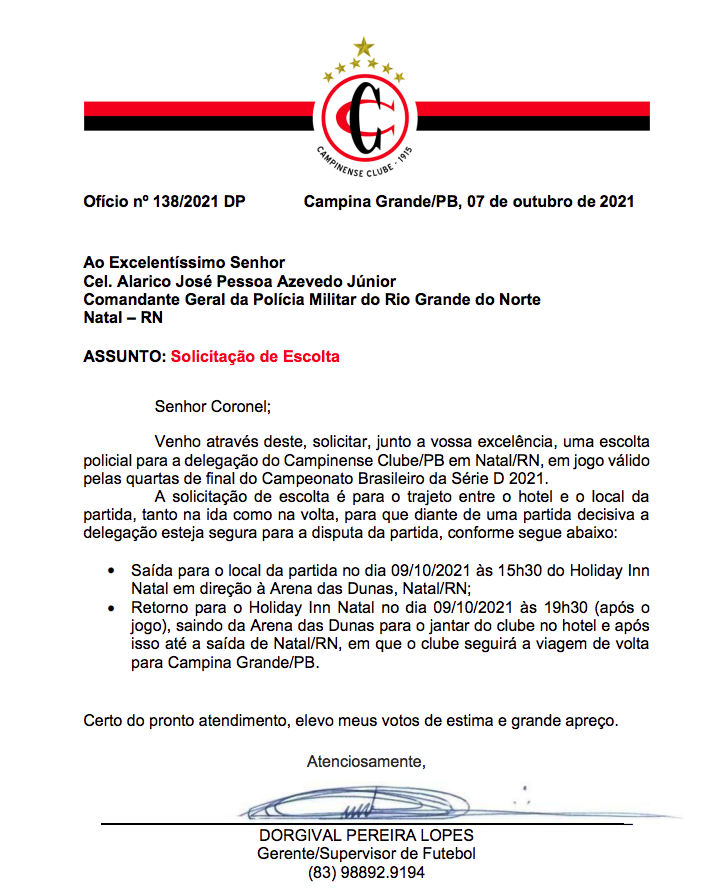 CAMPINENSE CLUBE - 1915
Ofício nº 138/2021 DP Campina Grande/PB, 07 de outubro de 2021
Ao Excelentíssimo Senhor
Cel. Alarico José Pessoa Azevedo Júnior
Comandante Geral da Polícia Militar do Rio Grande do Norte
Natal – RN
ASSUNTO: Solicitação de Escolta
Senhor Coronel;
Venho através deste, solicitar, junto a vossa excelência, uma escolta
policial para a delegação do Campinense Clube/PB em Natal/RN, em jogo válido
pelas quartas de final do Campeonato Brasileiro da Série D 2021.
A solicitação de escolta é para o trajeto entre o hotel e o local da
partida, tanto na ida como na volta, para que diante de uma partida decisiva a
delegação esteja segura para a disputa da partida, conforme segue abaixo:
• Saída para o local da partida no dia 09/10/2021 às 15h30 do Holiday Inn
Natal em direção à Arena das Dunas, Natal/RN;
• Retorno para o Holiday Inn Natal no dia 09/10/2021 às 19h30 (após o
jogo), saindo da Arena das Dunas para o jantar do clube no hotel e após
isso até a saída de Natal/RN, em que o clube seguirá a viagem de volta
para Campina Grande/PB.
Certo do pronto atendimento, elevo meus votos de estima e grande apreço.
Atenciosamente,
DORGIVAL PEREIRA LOPES
Gerente/Supervisor de Futebol
(83) 98892.9194